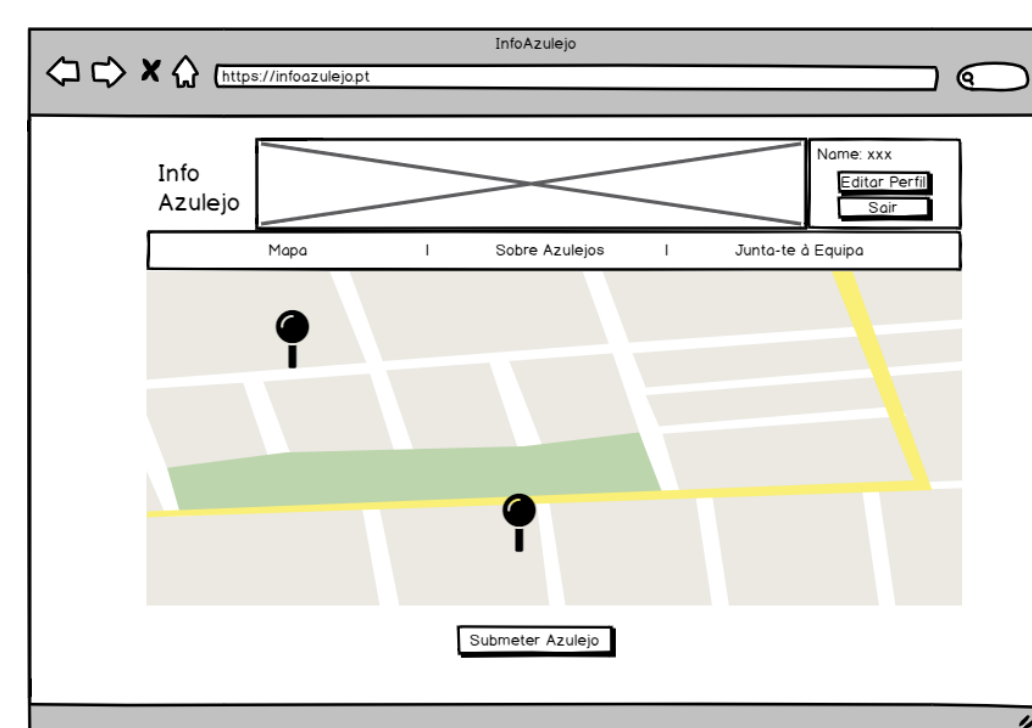 InfoAzulejo
https://infoazulejo.pt
Info
Azulejo
Name: xxx
Editar Perfil
Sair
Mapa | Sobre Azulejos | Junta-te à Equipa
Submeter Azulejo